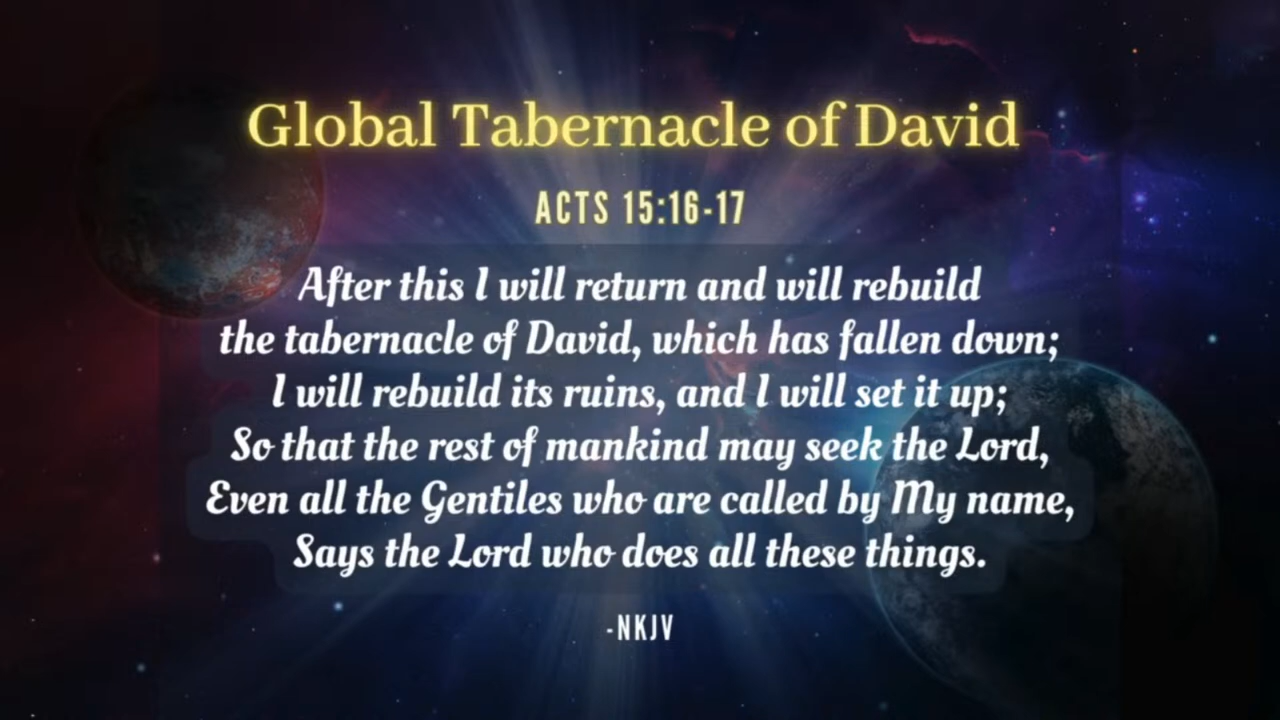 Global Tabernacle of David
ACTS 15:16-17
After this I will return and will rebuild
the tabernacle of David, which has fallen down;
I will rebuild its ruins, and I will set it up;
So that the rest of mankind may seek the Lord,
Even all the Gentiles who are called by My name,
Says the Lord who does all these things.
-NKJV